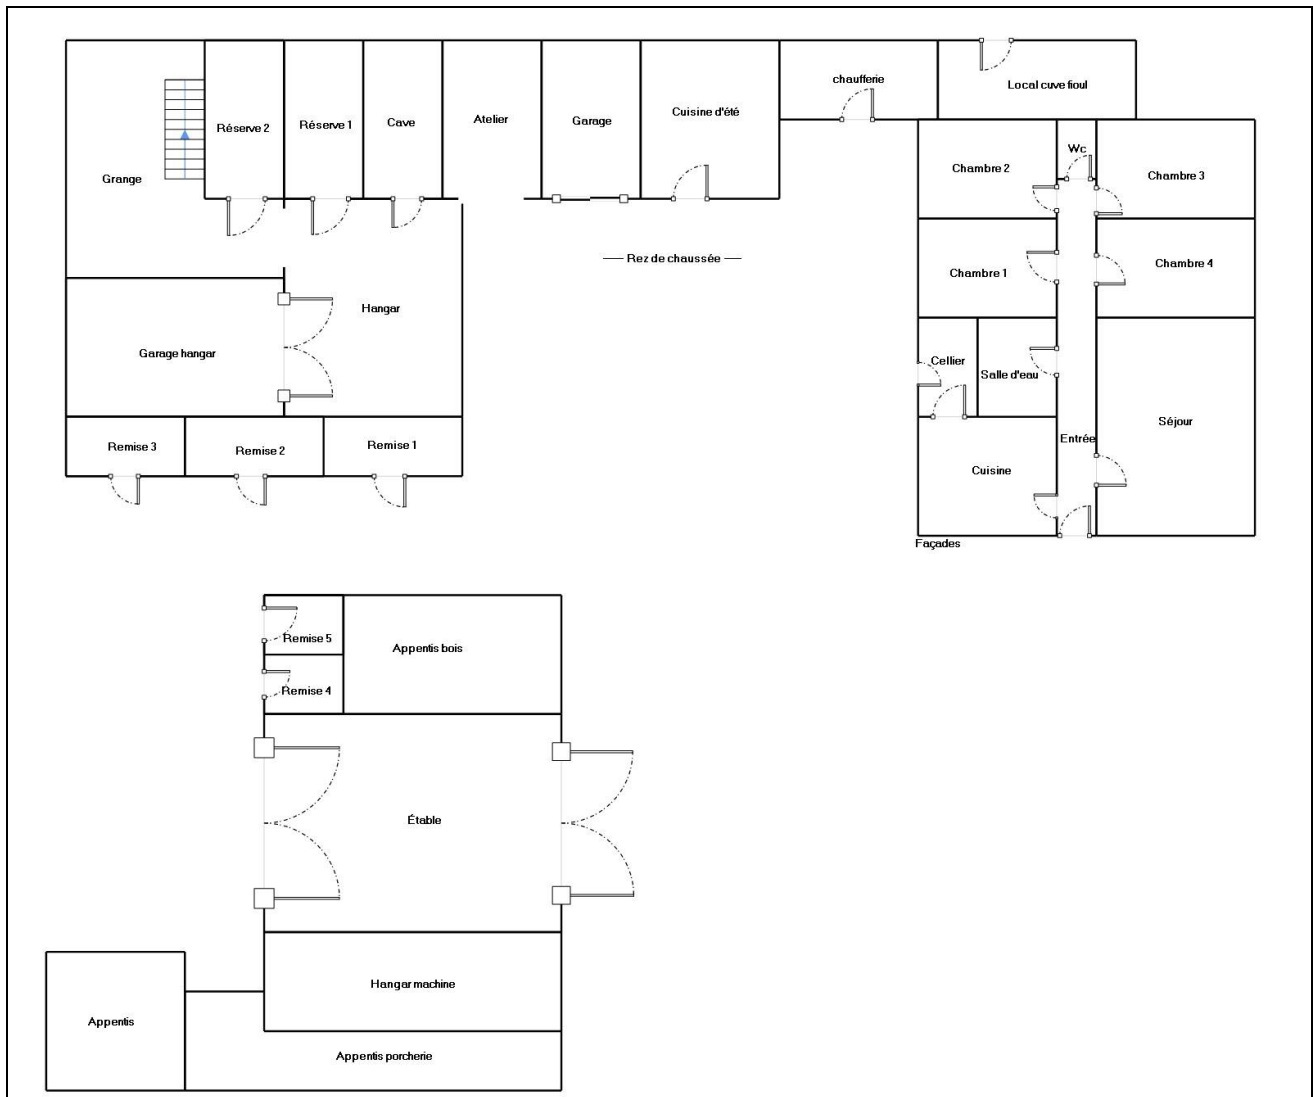 chaufferie
Local cuve fioul
Réserve 2
Réserve 1
Cave
Atelier
Garage
Cuisine d'été
Grange
Wc
Chambre 2
Chambre 3
— Rez de chaussée —
Chambre 1
Chambre 4
Hangar
Garage hangar
Cellier
Salle d'eau
Séjour
Entrée
Remise 3
Remise 2
Remise 1
Cuisine
Façades
Remise 5
Appentis bois
Remise 4
Étable
Hangar machine
Appentis
Appentis porcherie